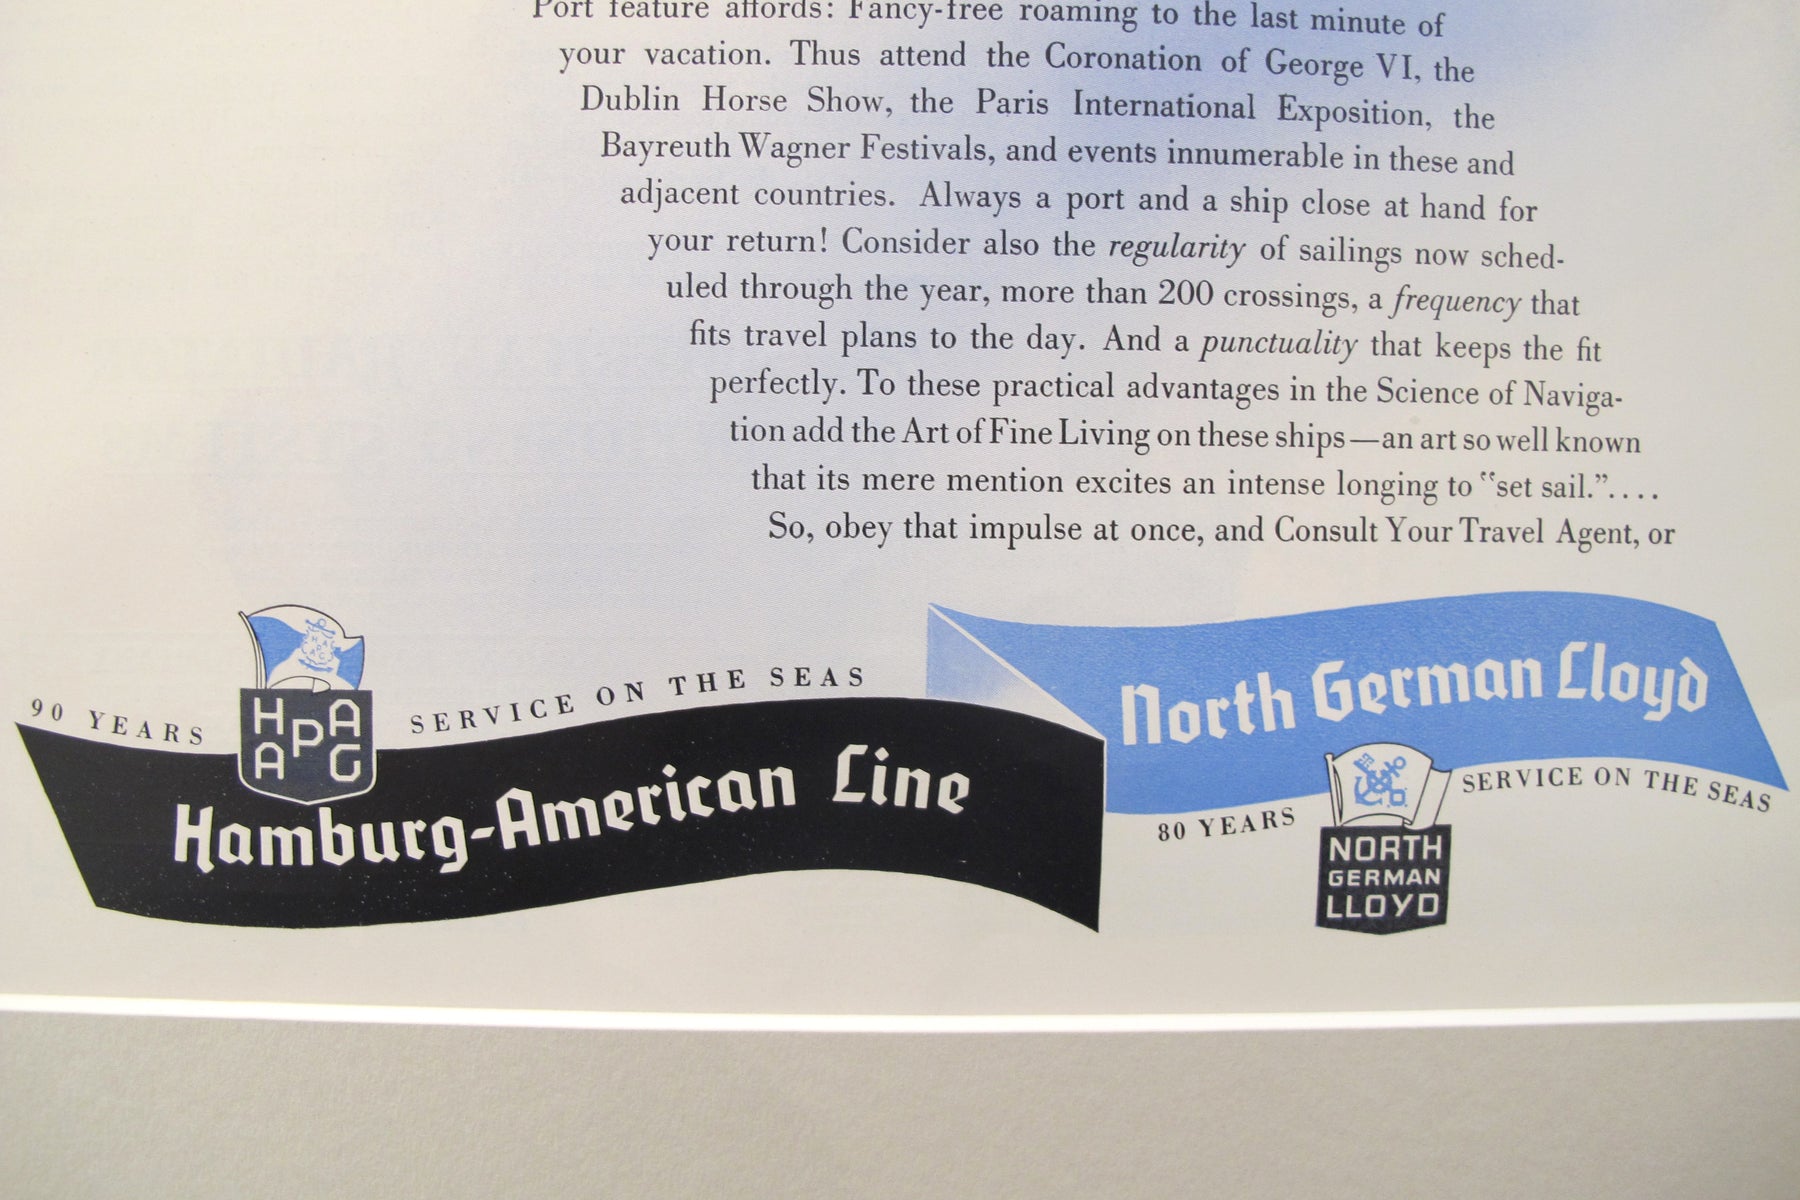 Port feature affords: Fancy-free roaming to the last minute of
your vacation. Thus attend the Coronation of George VI, the
Dublin Horse Show, the Paris International Exposition, the
Bayreuth Wagner Festivals, and events innumerable in these and
adjacent countries. Always a port and a ship close at hand for
your return! Consider also the regularity of sailings now sched-
uled through the year, more than 200 crossings, a frequency that
fits travel plans to the day. And a punctuality that keeps the fit
perfectly. To these practical advantages in the Science of Naviga-
tion add the Art of Fine Living on these ships—an art so well known
that its mere mention excites an intense longing to “set sail.”....
So, obey that impulse at once, and Consult Your Travel Agent, or
90 YEARS
HAPAG
SERVICE ON THE SEAS
Hamburg-American Line
North German Lloyd
80 YEARS
SERVICE ON THE SEAS
NORTH
GERMAN
LLOYD